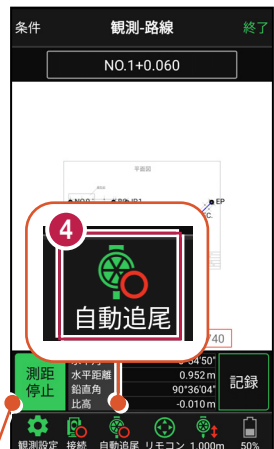 条件 観測-路線 終了
NO.1+0.060
平面図
EP
4
自動追尾
740
測距
停止
水平距離 0.952 m
鉛直角 90°36'04"
比高 -0.010 m
記録
観測設定 接続 自動追尾 リモコン 1.000m 50%